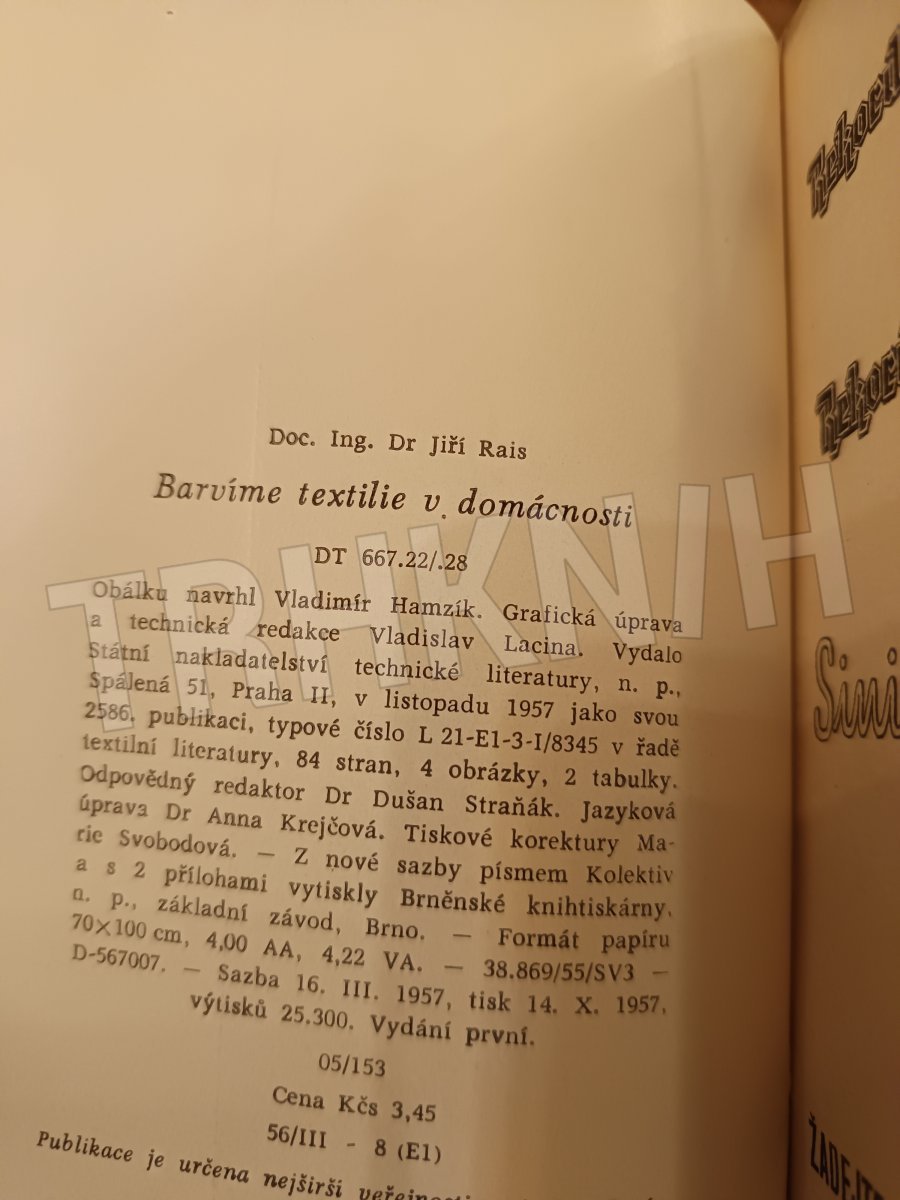 Doc. Ing. Dr Jiří Rais
Barvíme textilie v domácnosti
DT 667.22/.28
Obálku navrhl Vladimír Hamzík. Grafická úprava
a technická redakce Vladislav Lacina. Vydalo
Státní nakladatelství technické literatury, n. p.,
Spálená 51, Praha II, v listopadu 1957 jako svou
2586. publikaci, typové číslo L 21-E1-3-I/8345 v řadě
textilní literatury, 84 stran, 4 obrázky, 2 tabulky.
Odpovědný redaktor Dr Dušan Straňák. Jazyková
úprava Dr Anna Krejčová. Tiskové korektury Ma-
rie Svobodová. — Z nové sazby písmem Kolektiv
a s 2 přílohami vytiskly Brněnské knihtiskárny,
n. p., základní závod, Brno. — Formát papíru
70×100 cm, 4,00 AA, 4,22 VA. — 38.869/55/SV3 —
D-567007. — Sazba 16. III. 1957, tisk 14. X. 1957,
výtisků 25.300. Vydání první.
05/153
Cena Kčs 3,45
56/III - 8 (E1)
Publikace je určena nejširší veřejnosti
TRHKNIH